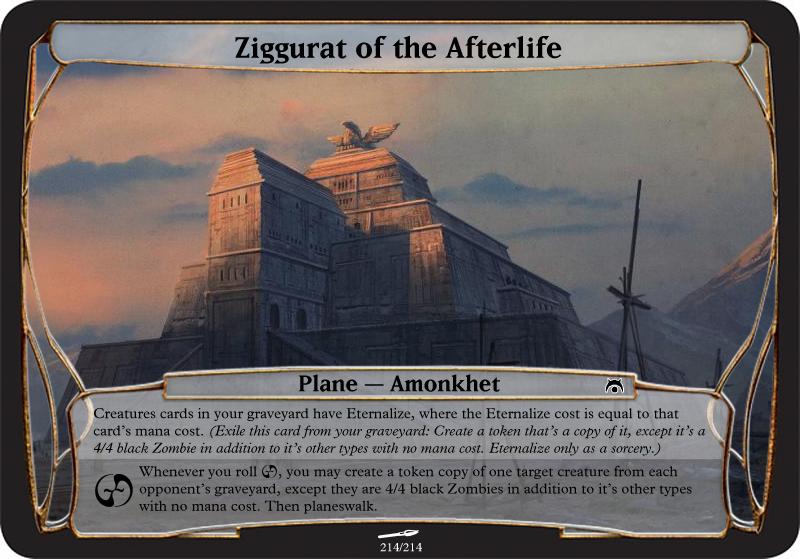 Ziggurat of the Afterlife
Plane — Amonkhet
Creatures cards in your graveyard have Eternalize, where the Eternalize cost is equal to that
card's mana cost. (Exile this card from your graveyard: Create a token that's a copy of it, except it's a
4/4 black Zombie in addition to it's other types with no mana cost. Eternalize only as a sorcery.)
Whenever you roll , you may create a token copy of one target creature from each
opponent's graveyard, except they are 4/4 black Zombies in addition to it's other types
with no mana cost. Then planeswalk.
214/214